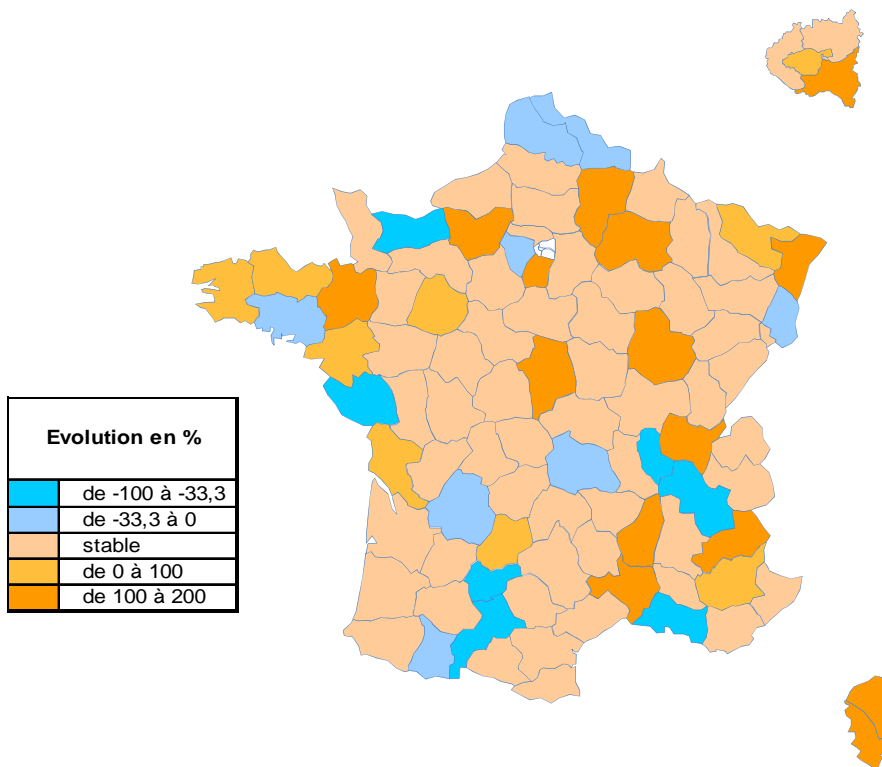 Evolution en %
de -100 à -33,3
de -33,3 à 0
stable
de 0 à 100
de 100 à 200